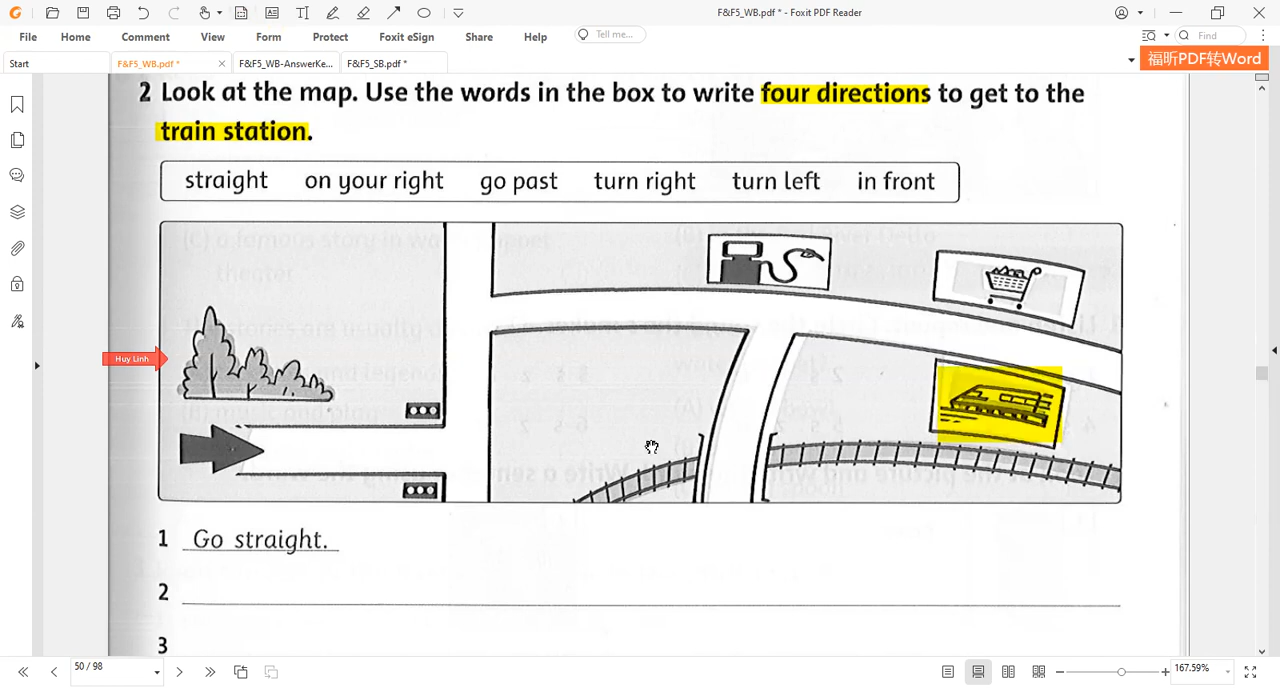 F&F5_WB.pdf * - Foxit PDF Reader
File Home Comment View Form Protect Foxit eSign Share Help Tell me... Find
Start F&F5_WB.pdf * F&F5_WB-AnswerKe... F&F5_SB.pdf *
福昕PDF转Word
2 Look at the map. Use the words in the box to write four directions to get to the
train station.
straight on your right go past turn right turn left in front
Huy Linh
1 Go straight.
2
3
50 / 98
167.59%